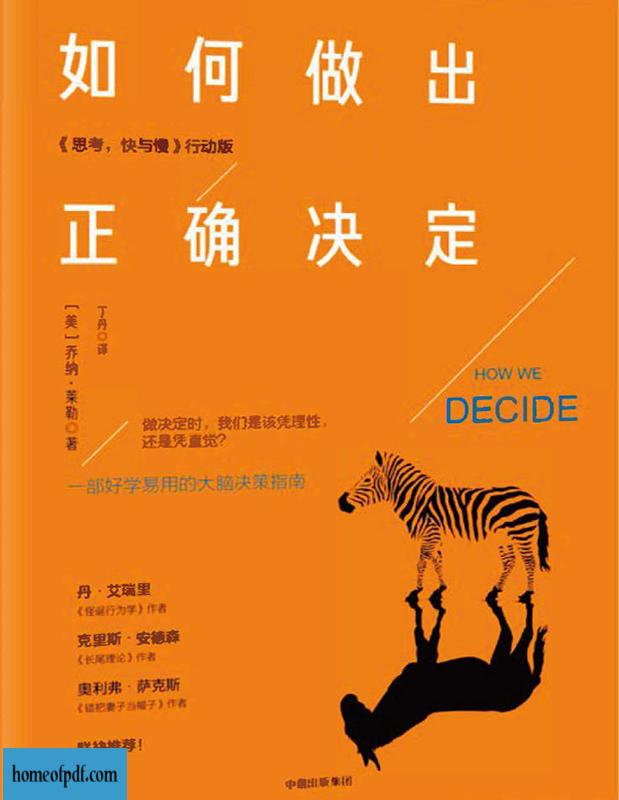 如何做出
《思考，快与慢》行动版
正确决定
[美]乔纳·莱勒◎著
丁丹◎译
HOW WE
DECIDE
做决定时，我们是该凭理性，
还是凭直觉？
一部好学易用的大脑决策指南
丹·艾瑞里
《怪诞行为学》作者
克里斯·安德森
《长尾理论》作者
奥利弗·萨克斯
《错把妻子当帽子》作者
联袂推荐！
homeofpdf.com
中信出版集团